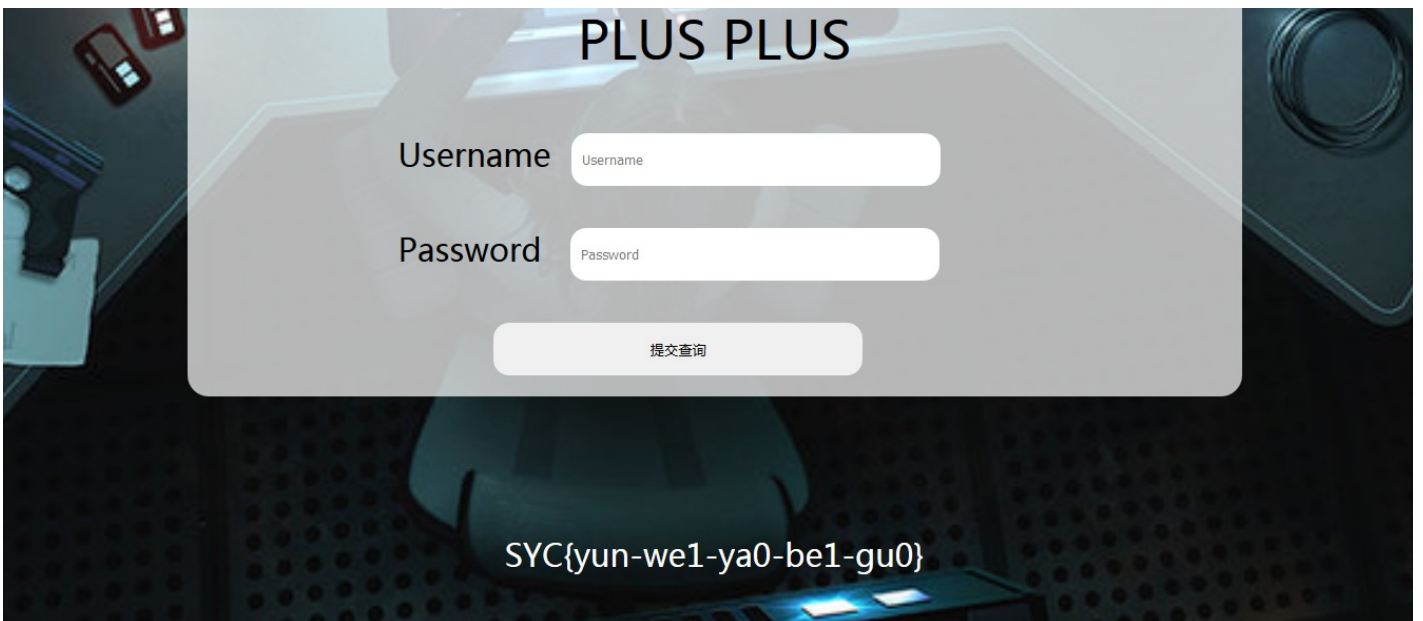 PLUS PLUS
Username Username
Password Password
提交查询
SYC{yun-we1-ya0-be1-gu0}